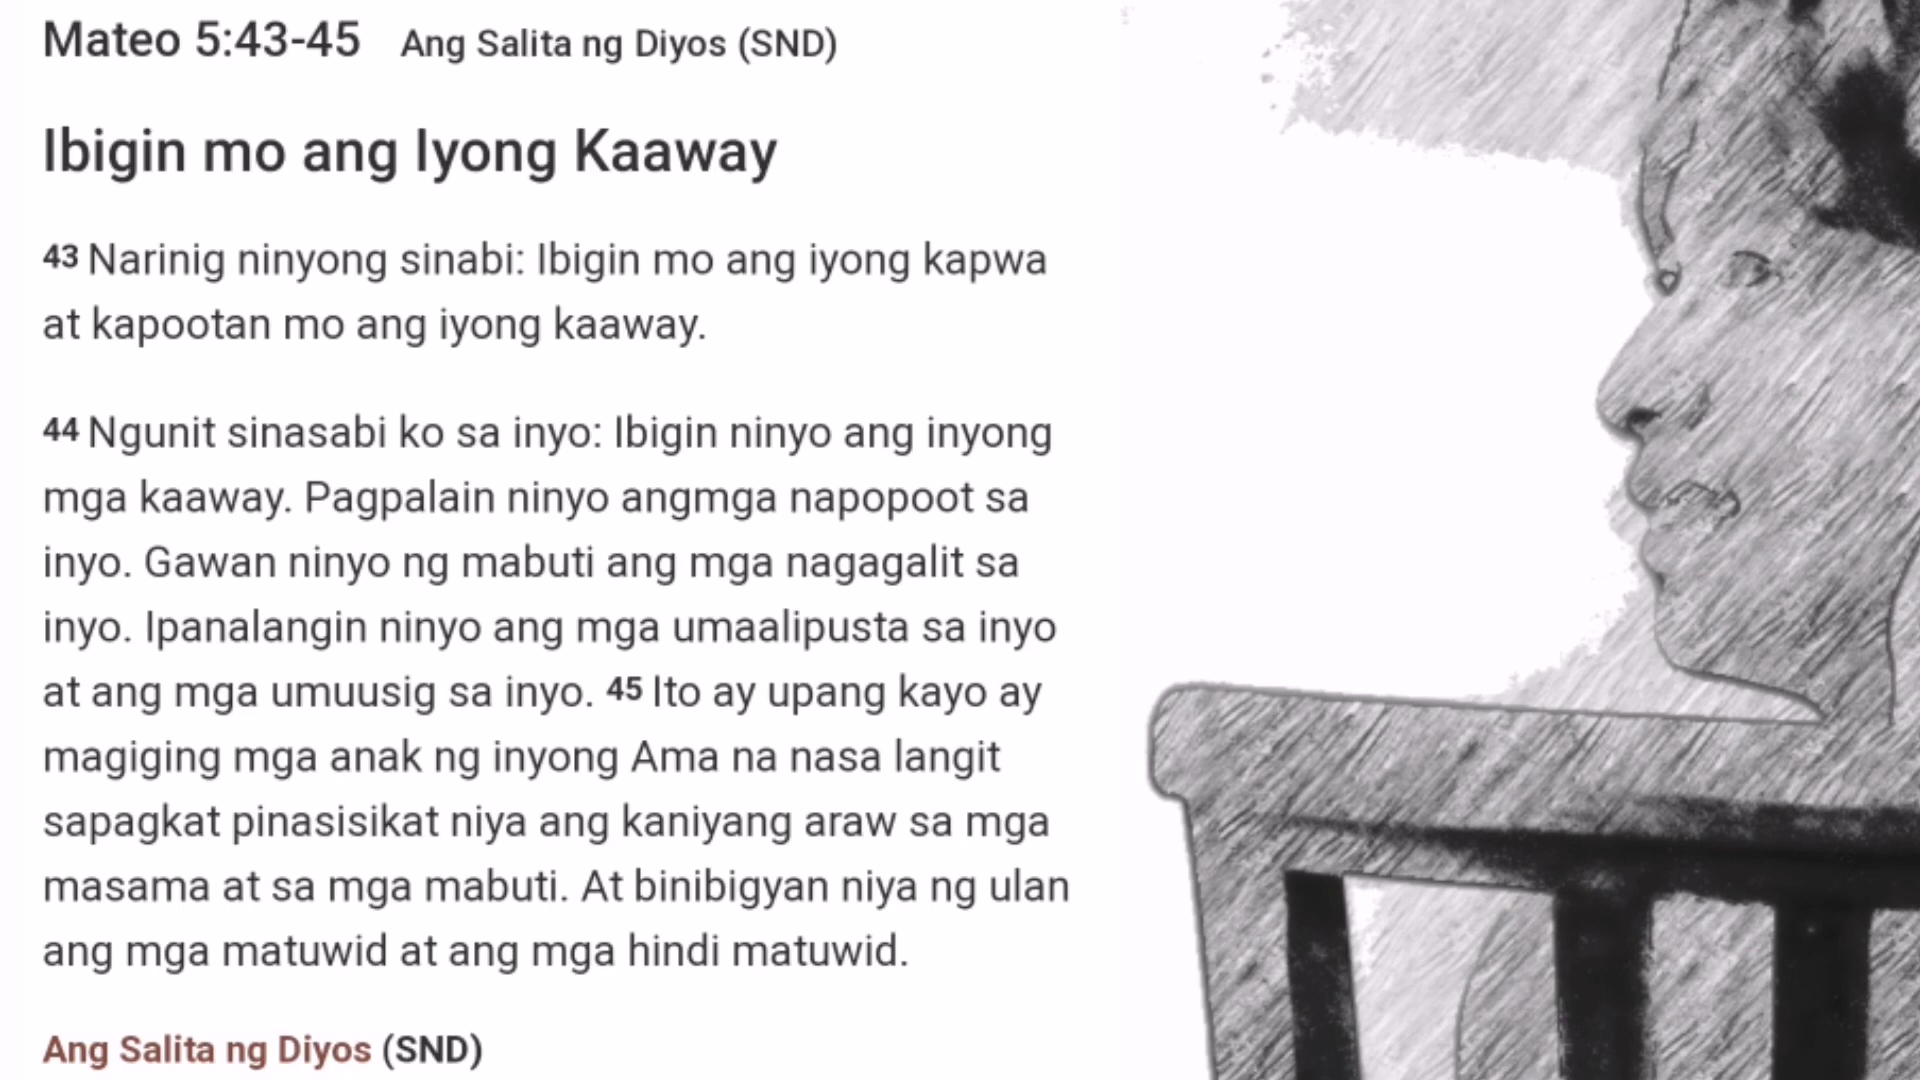 Mateo 5:43-45 Ang Salita ng Diyos (SND)
Ibigin mo ang Iyong Kaaway
43 Narinig ninyong sinabi: Ibigin mo ang iyong kapwa
at kapootan mo ang iyong kaaway.
44 Ngunit sinasabi ko sa inyo: Ibigin ninyo ang inyong
mga kaaway. Pagpalain ninyo angmga napopoot sa
inyo. Gawan ninyo ng mabuti ang mga nagagalit sa
inyo. Ipanalangin ninyo ang mga umaalipusta sa inyo
at ang mga umuusig sa inyo. 45 Ito ay upang kayo ay
magiging mga anak ng inyong Ama na nasa langit
sapagkat pinasisikat niya ang kaniyang araw sa mga
masama at sa mga mabuti. At binibigyan niya ng ulan
ang mga matuwid at ang mga hindi matuwid.
Ang Salita ng Diyos (SND)